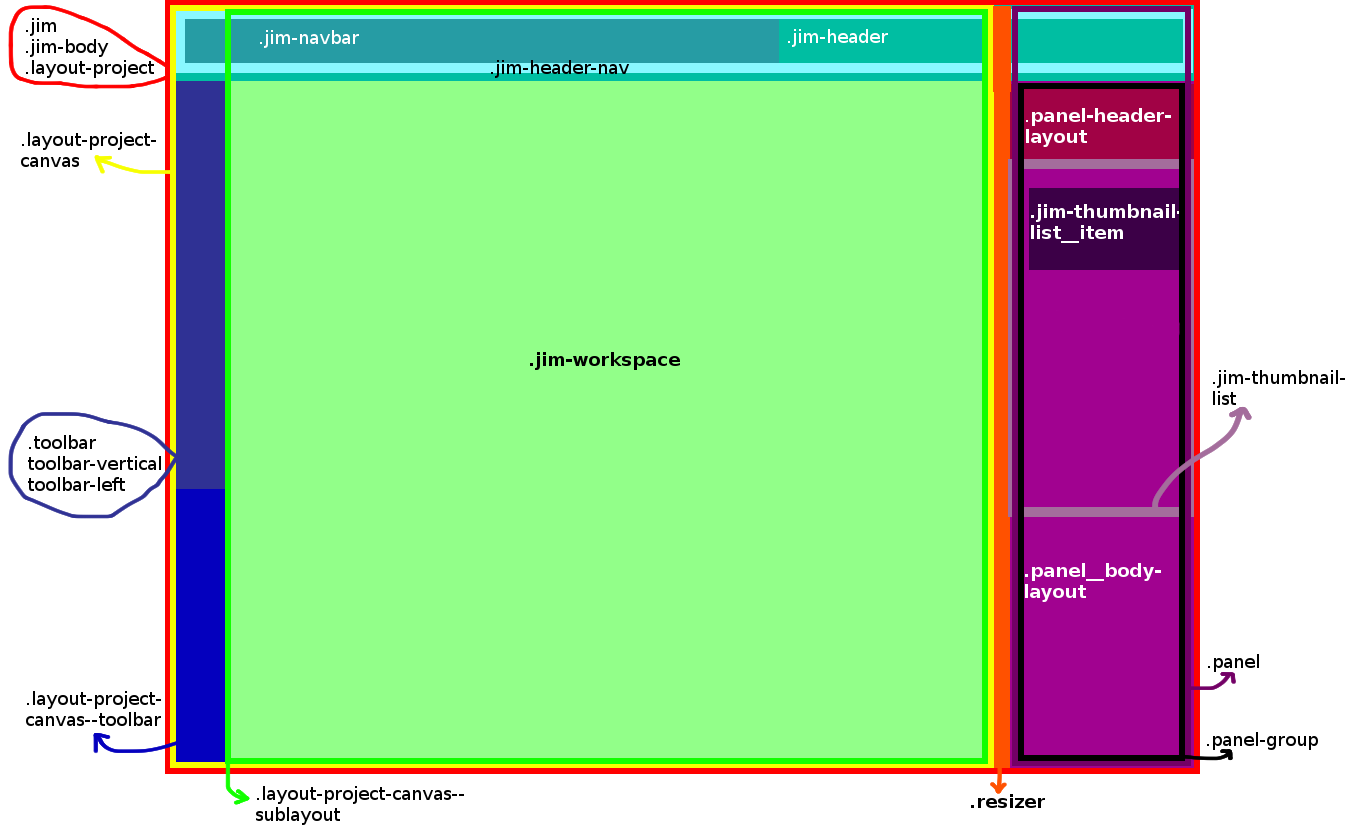 .jim
.jim-body
.layout-project
.jim-navbar
.jim-header
.jim-header-nav
.layout-project-
canvas
.panel-header-
layout
.jim-thumbnail-
list__item
.jim-workspace
.jim-thumbnail-
list
.toolbar
toolbar-vertical
toolbar-left
.panel__body-
layout
.panel
.layout-project-
canvas--toolbar
.panel-group
.layout-project-canvas--
sublayout
.resizer